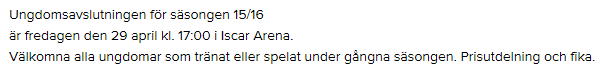 Ungdomsavslutningen för säsongen 15/16
är fredagen den 29 april kl. 17:00 i Iscar Arena.
Välkomna alla ungdomar som tränat eller spelat under gångna säsongen. Prisutdelning och fika.